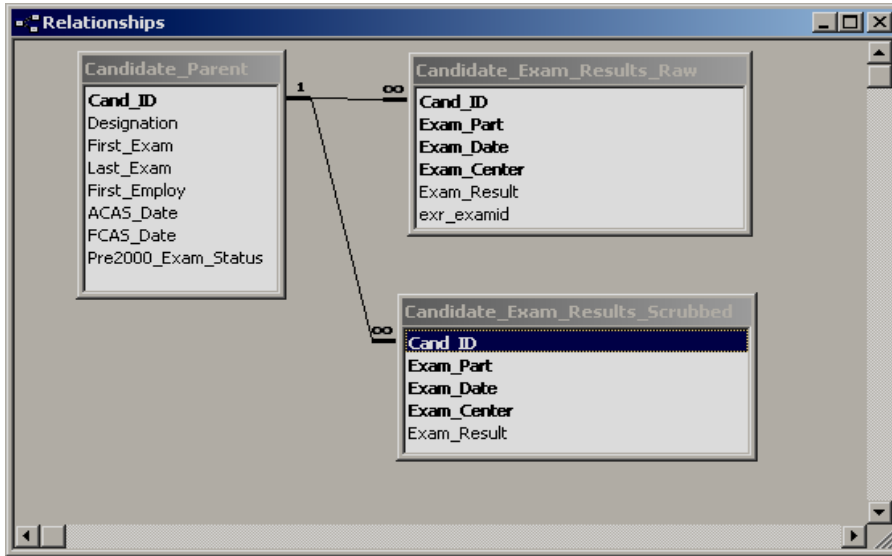 Relationships
Candidate_Parent
Cand_ID
Designation
First_Exam
Last_Exam
First_Employ
ACAS_Date
FCAS_Date
Pre2000_Exam_Status
1
∞
Candidate_Exam_Results_Raw
Cand_ID
Exam_Part
Exam_Date
Exam_Center
Exam_Result
exr_examid
∞
Candidate_Exam_Results_Scrubbed
Cand_ID
Exam_Part
Exam_Date
Exam_Center
Exam_Result